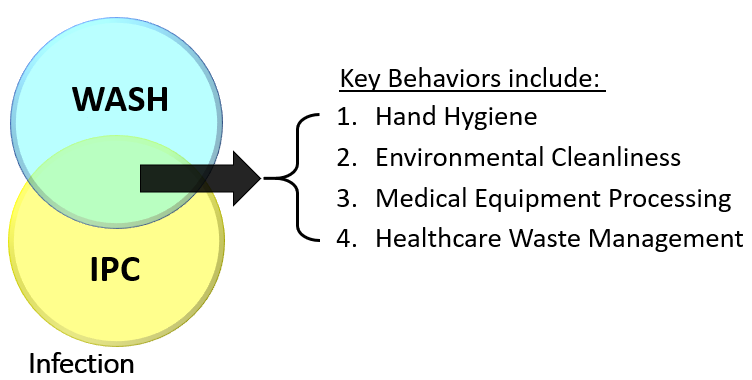 WASH
IPC
Infection
Key Behaviors include:
1. Hand Hygiene
2. Environmental Cleanliness
3. Medical Equipment Processing
4. Healthcare Waste Management